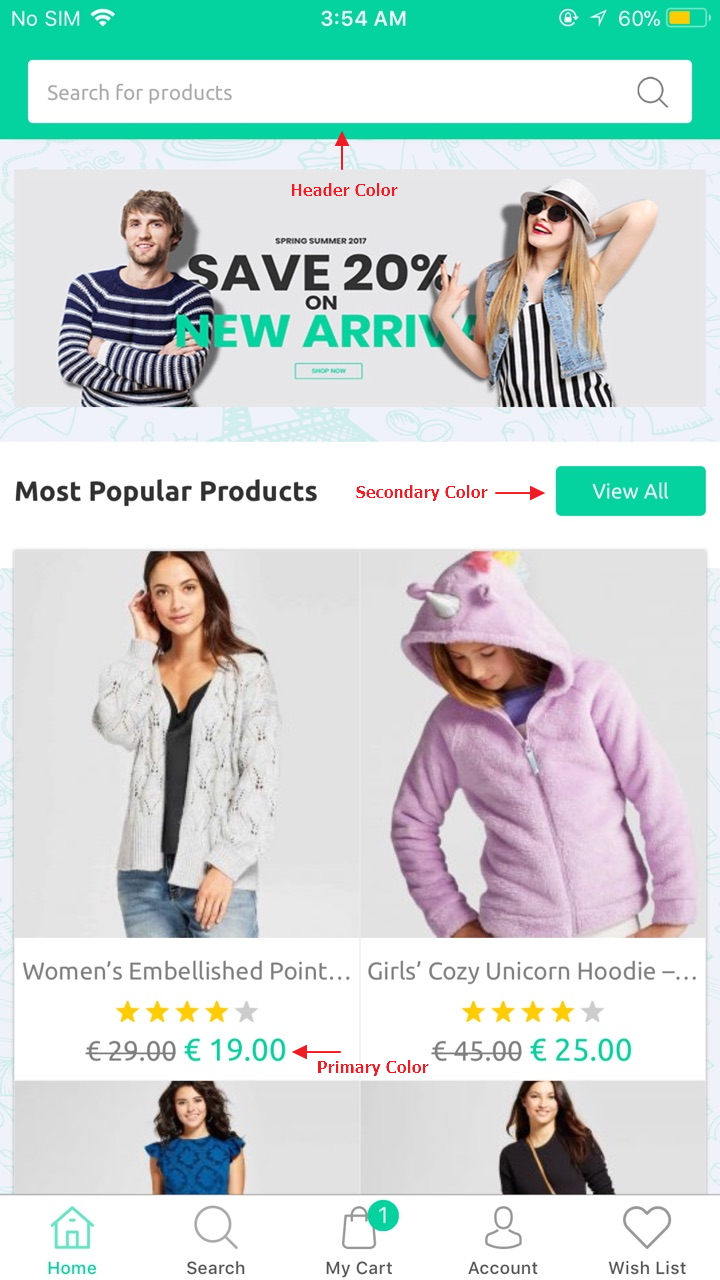 No SIM 3:54 AM 60%
Search for products
Header Color
SPRING SUMMER 2017
SAVE 20%
ON
NEW ARRIV
SHOP NOW
Most Popular Products Secondary Color View All
Women’s Embellished Point... Girls’ Cozy Unicorn Hoodie –...
€ 29.00 € 19.00 € 45.00 € 25.00
Primary Color
1
Home Search My Cart Account Wish List